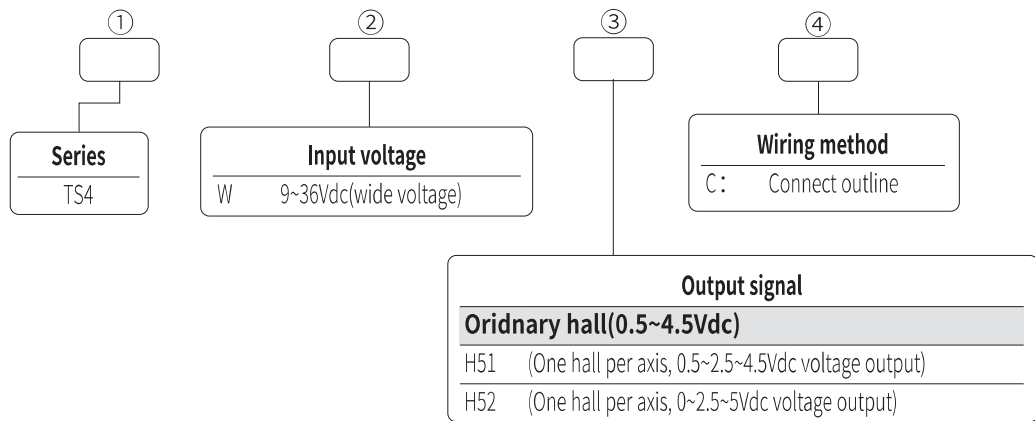 ① ② ③ ④
Series
TS4
Input voltage
W 9~36Vdc(wide voltage)
Wiring method
C： Connect outline
Output signal
Oridnary hall(0.5~4.5Vdc)
H51 (One hall per axis, 0.5~2.5~4.5Vdc voltage output)
H52 (One hall per axis, 0~2.5~5Vdc voltage output)